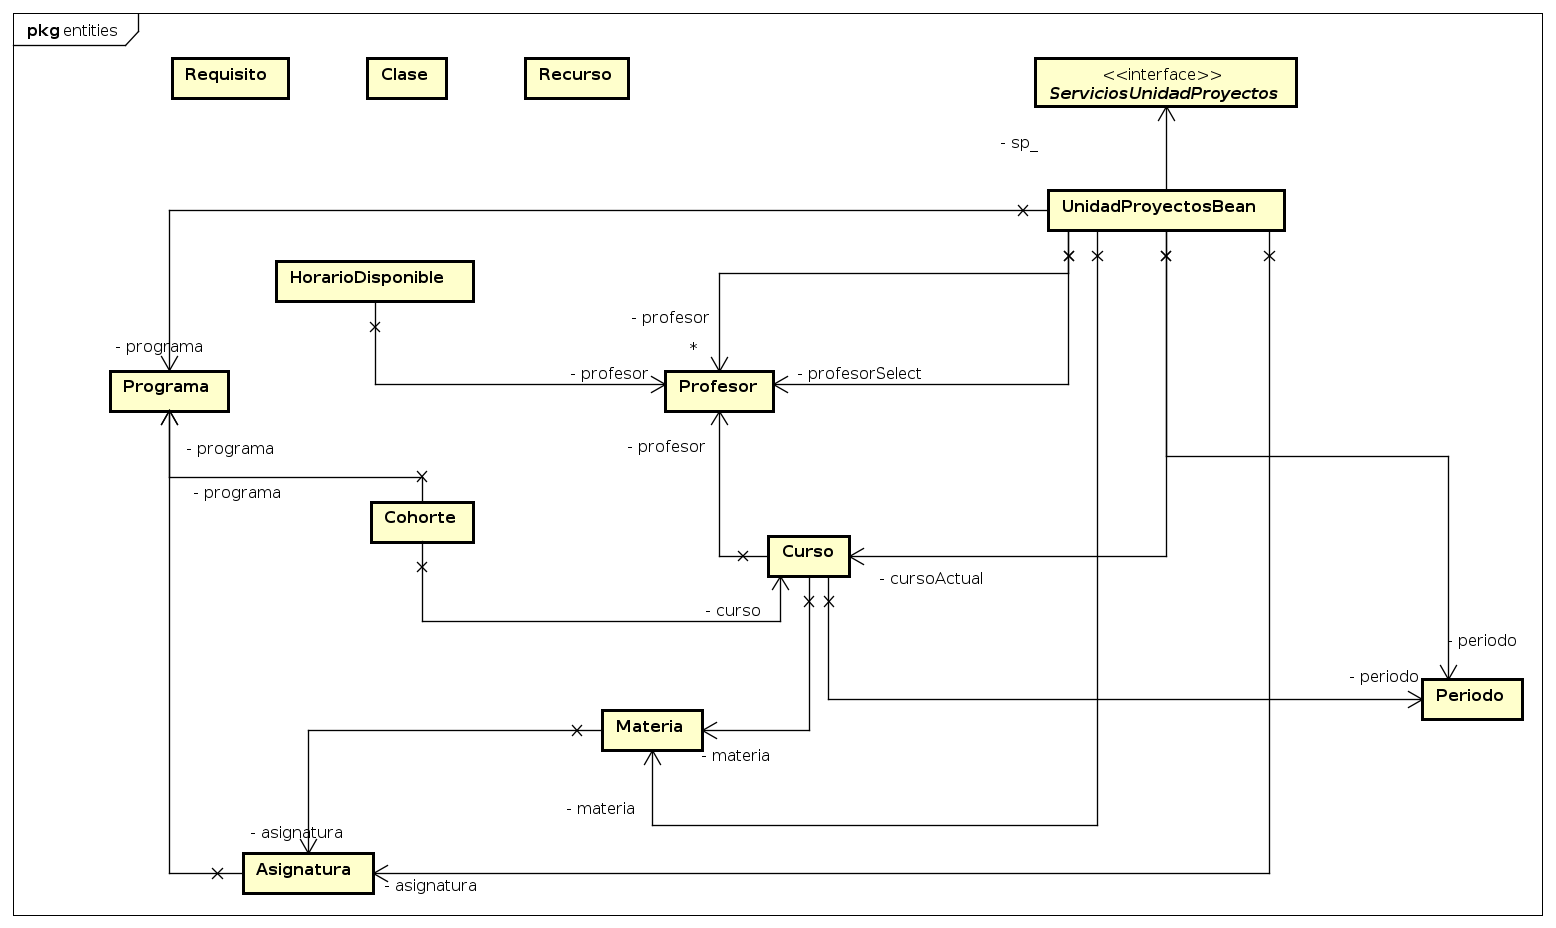 pkg entities
Requisito
Clase
Recurso
<<interface>>
ServiciosUnidadProyectos
- sp_
UnidadProyectosBean
HorarioDisponible
- profesor
*
- programa
- profesor
- profesorSelect
Programa
Profesor
- programa
- profesor
- programa
Cohorte
Curso
- cursoActual
- curso
- periodo
- periodo
Periodo
Materia
- materia
- materia
- asignatura
Asignatura
- asignatura